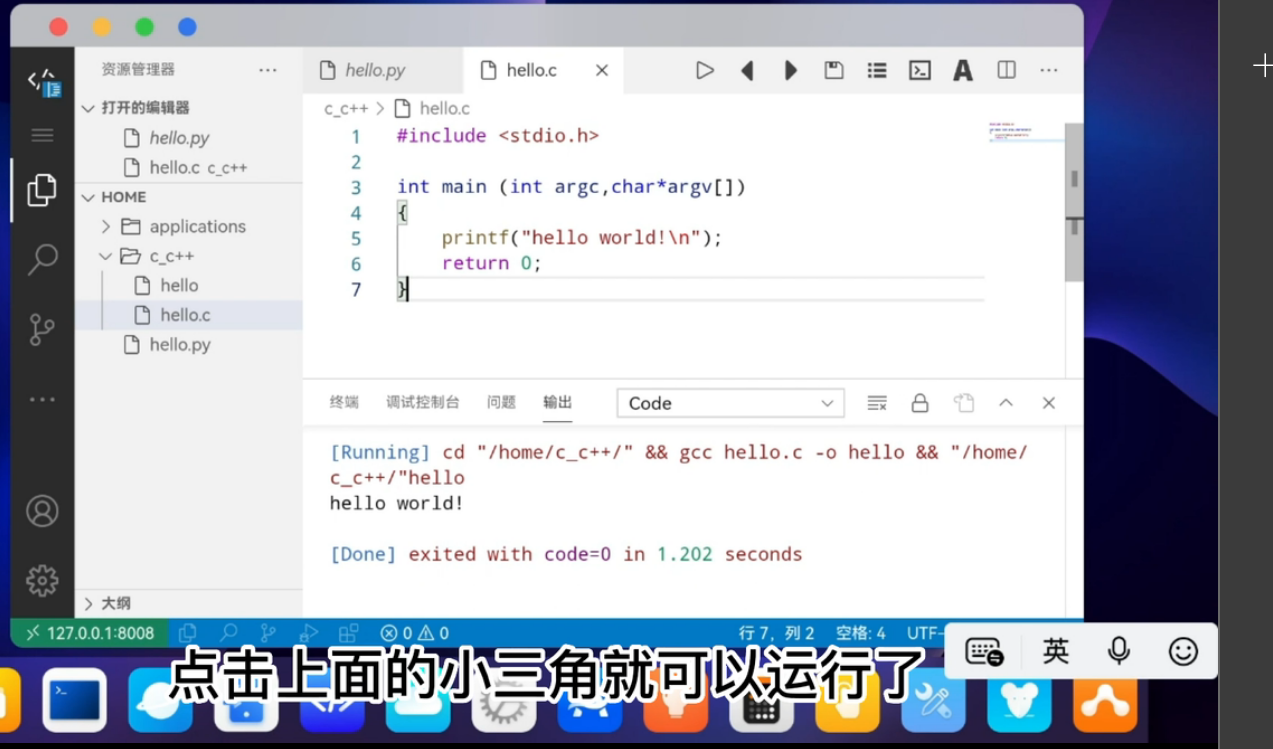 资源管理器
打开的编辑器
hello.py
hello.c c_c++
HOME
applications
c_c++
hello
hello.c
hello.py
大纲
hello.py
hello.c
c_c++ > hello.c
1 #include <stdio.h>
2
3 int main (int argc,char*argv[])
4 {
5 printf("hello world!\n");
6 return 0;
7 }
终端 调试控制台 问题 输出 Code
[Running] cd "/home/c_c++/" && gcc hello.c -o hello && "/home/
c_c++/"hello
hello world!
[Done] exited with code=0 in 1.202 seconds
127.0.0.1:8008 0 0 行 7，列 2 空格: 4 UTF-
英
点击上面的小三角就可以运行了